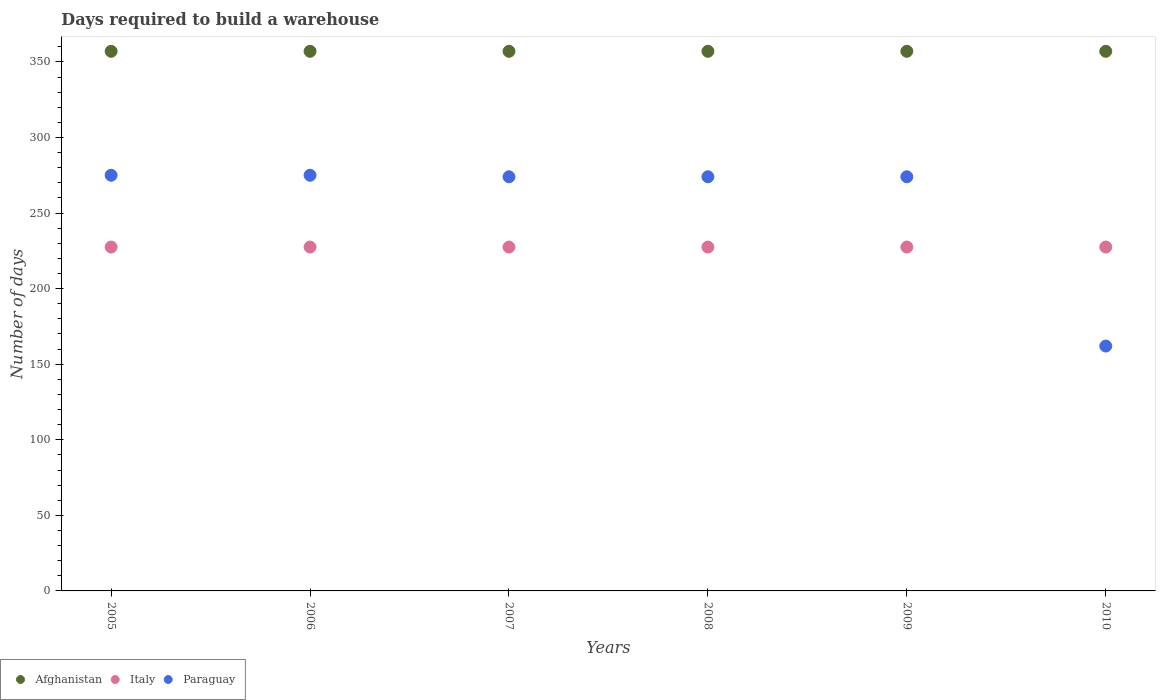 Days required to build a warehouse
Number of days
350
300
250
200
150
100
50
0
2005
2006
2007
2008
2009
2010
Years
Afghanistan
Italy
Paraguay